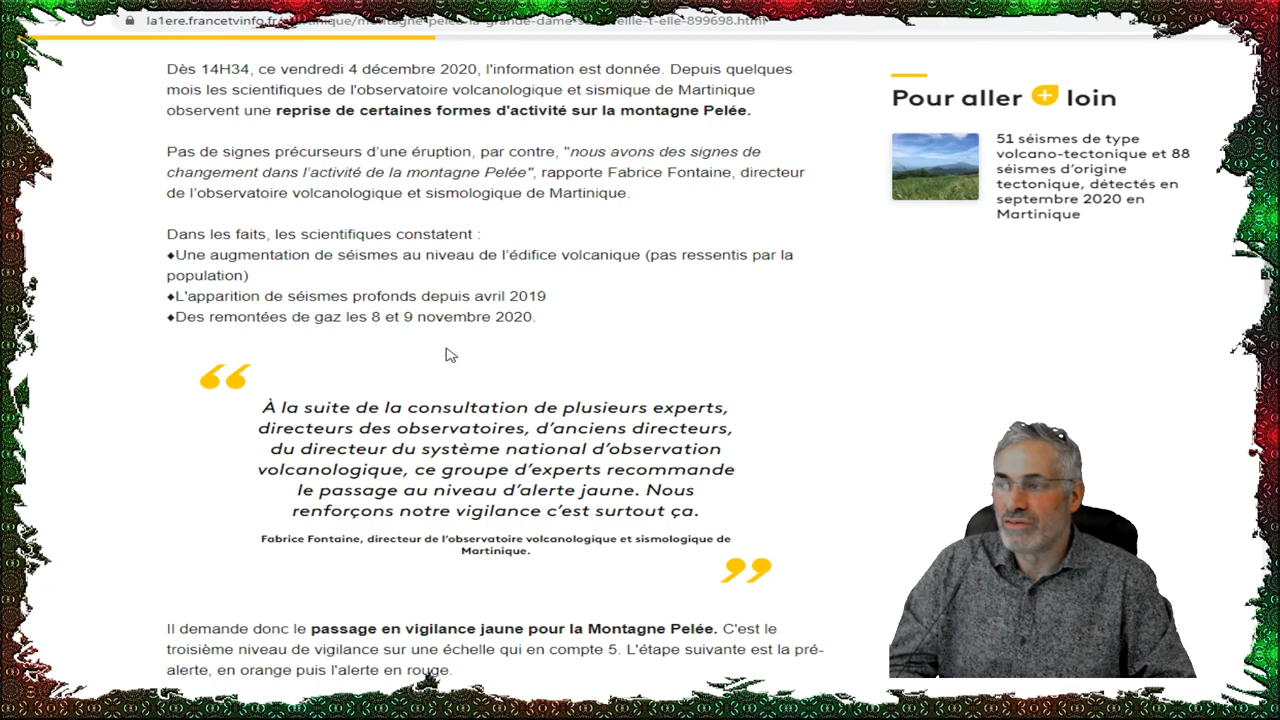 la1ere.francetvinfo.fr
Dès 14H34, ce vendredi 4 décembre 2020, l'information est donnée. Depuis quelques
mois les scientifiques de l'observatoire volcanologique et sismique de Martinique
observent une reprise de certaines formes d'activité sur la montagne Pelée.
Pas de signes précurseurs d’une éruption, par contre, "nous avons des signes de
changement dans l’activité de la montagne Pelée", rapporte Fabrice Fontaine, directeur
de l’observatoire volcanologique et sismologique de Martinique.
Dans les faits, les scientifiques constatent :
♦Une augmentation de séismes au niveau de l’édifice volcanique (pas ressentis par la
population)
♦L'apparition de séismes profonds depuis avril 2019
♦Des remontées de gaz les 8 et 9 novembre 2020.
“
À la suite de la consultation de plusieurs experts,
directeurs des observatoires, d’anciens directeurs,
du directeur du système national d’observation
volcanologique, ce groupe d’experts recommande
le passage au niveau d’alerte jaune. Nous
renforçons notre vigilance c’est surtout ça.
Fabrice Fontaine, directeur de l’observatoire volcanologique et sismologique de
Martinique.
”
Il demande donc le passage en vigilance jaune pour la Montagne Pelée. C'est le
troisième niveau de vigilance sur une échelle qui en compte 5. L'étape suivante est la pré-
alerte, en orange puis l'alerte en rouge.
Pour aller + loin
51 séismes de type
volcano-tectonique et 88
séismes d’origine
tectonique, détectés en
septembre 2020 en
Martinique